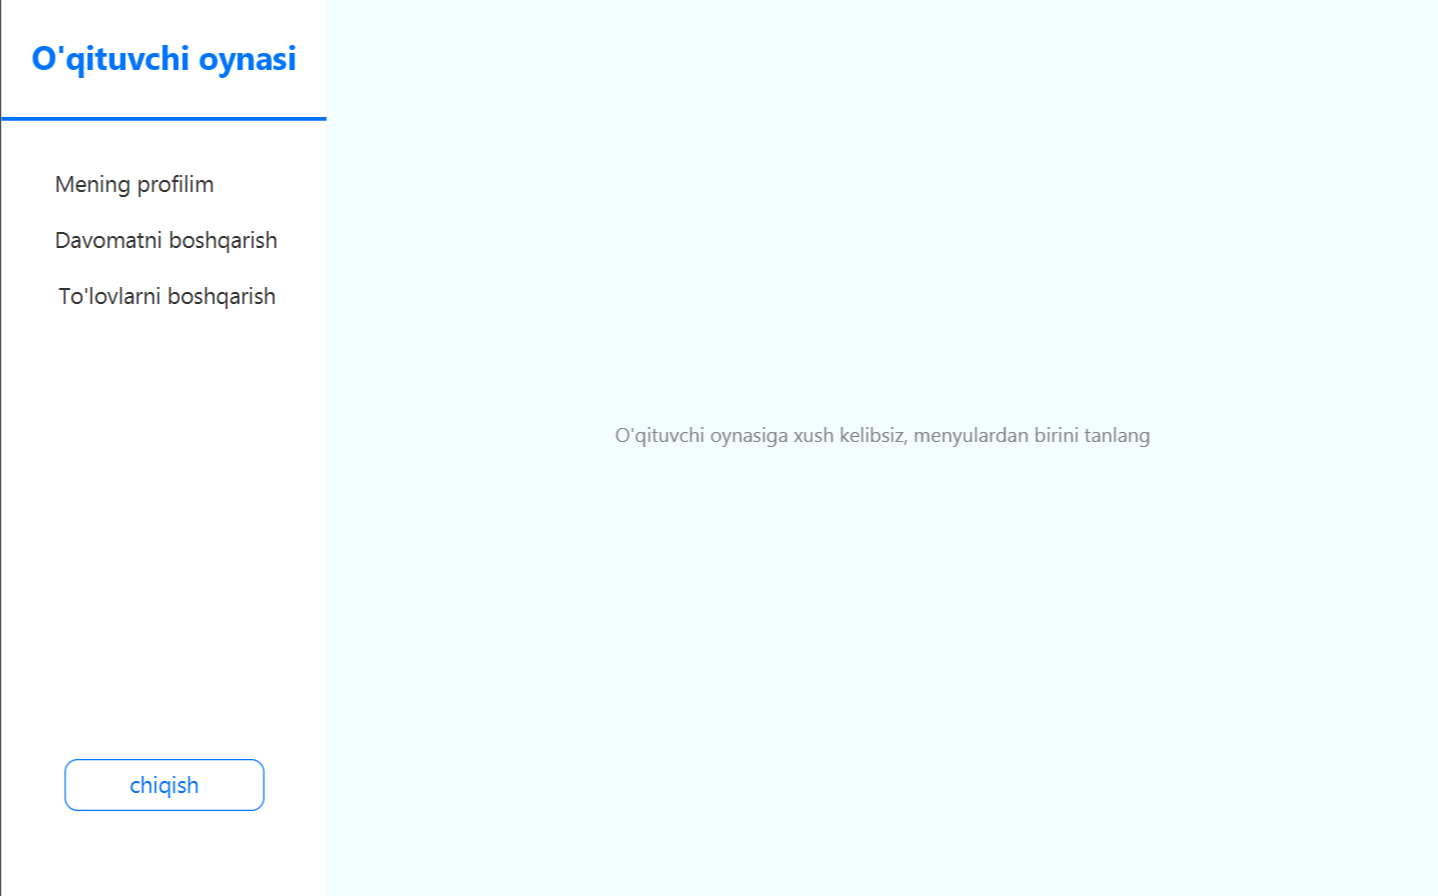 O'qituvchi oynasi
Mening profilim
Davomatni boshqarish
To'lovlarni boshqarish
O'qituvchi oynasiga xush kelibsiz, menyulardan birini tanlang
chiqish